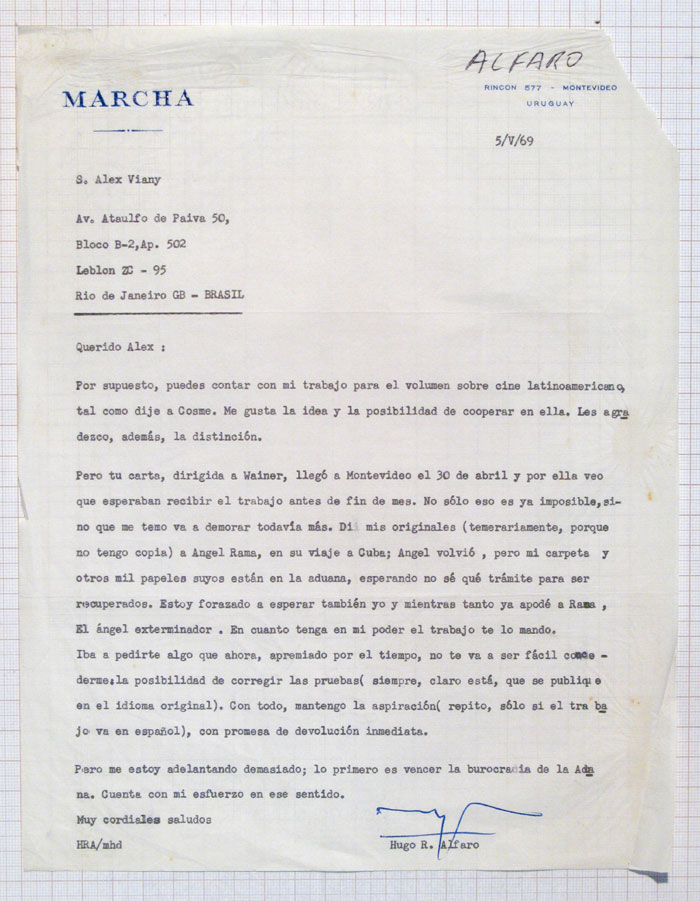 ALFARO
MARCHA
RINCON 577 - MONTEVIDEO
URUGUAY
5/V/69
S. Alex Viany
Av. Ataulfo de Paiva 50,
Bloco B-2,Ap. 502
Leblon ZC - 95
Rio de Janeiro GB - BRASIL
Querido Alex :
Por supuesto, puedes contar con mi trabajo para el volumen sobre cine latinoamericano,
tal como dije a Cosme. Me gusta la idea y la posibilidad de cooperar en ella. Les agra
dezco, además, la distinción.
Pero tu carta, dirigida a Wainer, llegó a Montevideo el 30 de abril y por ella veo
que esperaban recibir el trabajo antes de fin de mes. No sólo eso es ya imposible,si-
no que me temo va a demorar todavía más. Di mis originales (temerariamente, porque
no tengo copia) a Angel Rama, en su viaje a Cuba; Angel volvió , pero mi carpeta y
otros mil papeles suyos están en la aduana, esperando no sé qué trámite para ser
recuperados. Estoy forazado a esperar también yo y mientras tanto ya apodé a Rama ,
El ángel exterminador . En cuanto tenga en mi poder el trabajo te lo mando.
Iba a pedirte algo que ahora, apremiado por el tiempo, no te va a ser fácil conce -
derme:la posibilidad de corregir las pruebas( siempre, claro está, que se publique
en el idioma original). Con todo, mantengo la aspiración( repito, sólo si el tra ba
jo va en español), con promesa de devolución inmediata.
Pero me estoy adelantando demasiado; lo primero es vencer la burocracia de la Adua
na. Cuenta con mi esfuerzo en ese sentido.
Muy cordiales saludos
HRA/mhd
Hugo R. Alfaro